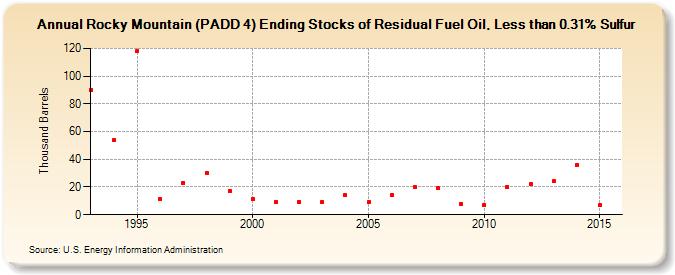 Annual Rocky Mountain (PADD 4) Ending Stocks of Residual Fuel Oil, Less than 0.31% Sulfur
Thousand Barrels
120
100
80
60
40
20
0
1995 2000 2005 2010 2015
Source: U.S. Energy Information Administration